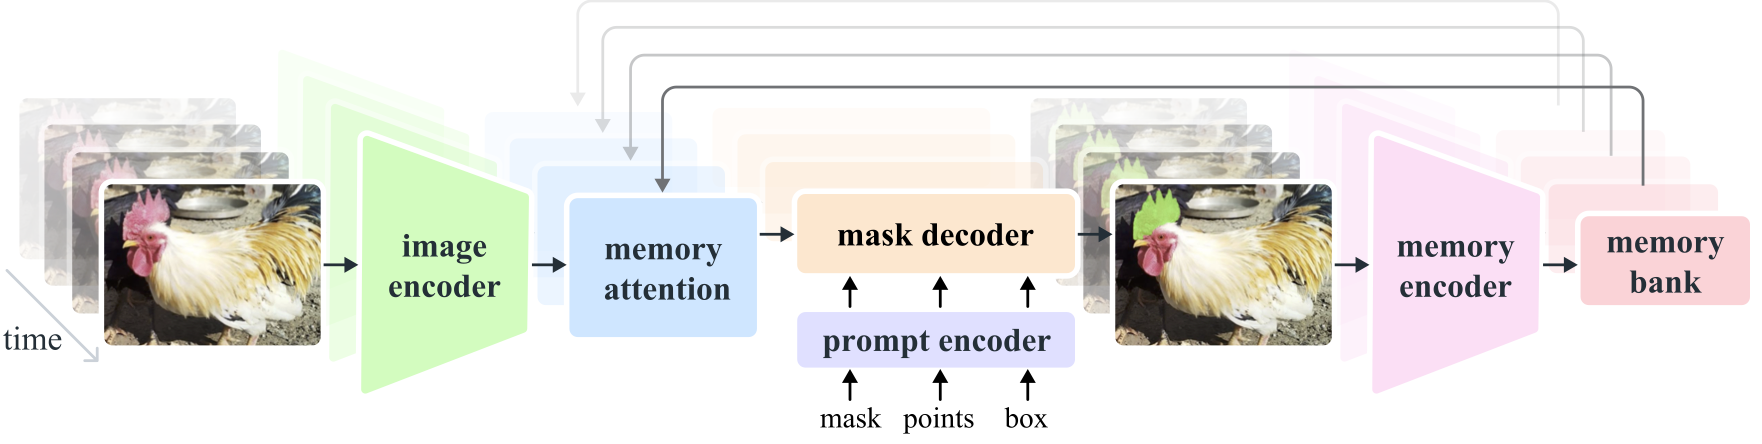 time
image
encoder
memory
attention
mask decoder
prompt encoder
mask points box
memory
encoder
memory
bank